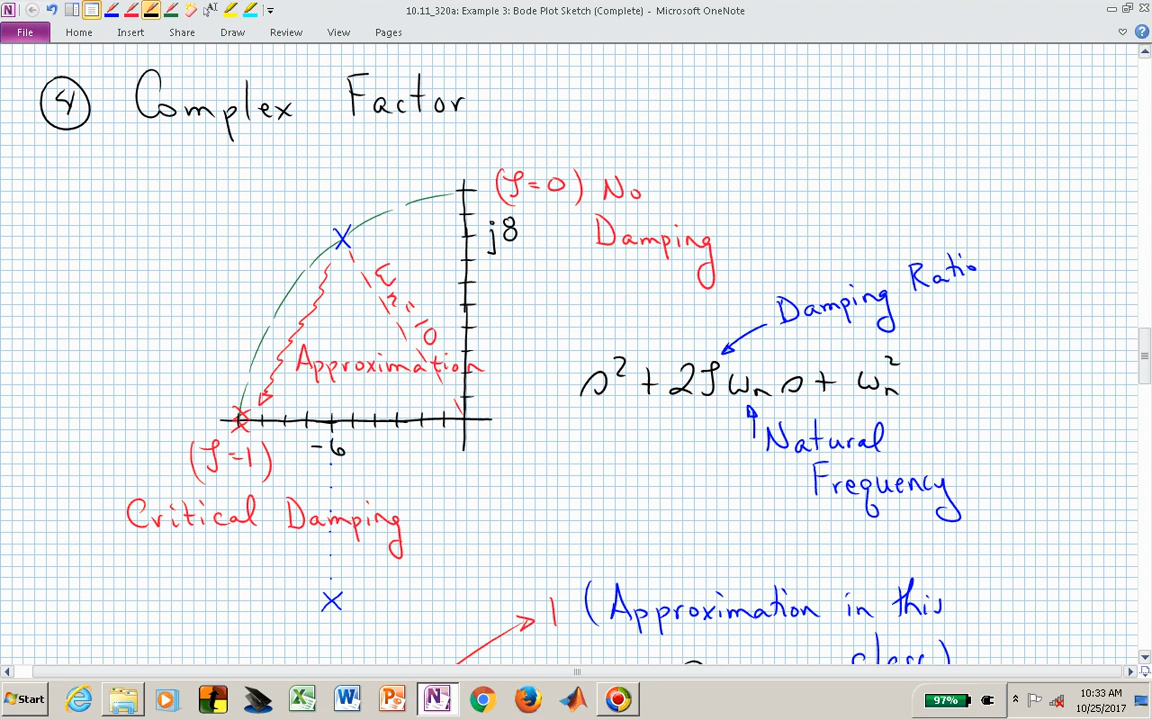 10.11_320a: Example 3: Bode Plot Sketch (Complete) - Microsoft OneNote
File Home Insert Share Draw Review View Pages
4 Complex Factor
(ζ=0) No
Damping
j8
ωn=10
Approximation
-6
(ζ=1)
Critical Damping
Damping Ratio
s² + 2ζωns + ωn²
Natural
Frequency
1 (Approximation in this
class)
Start
97%
10:33 AM
10/25/2017